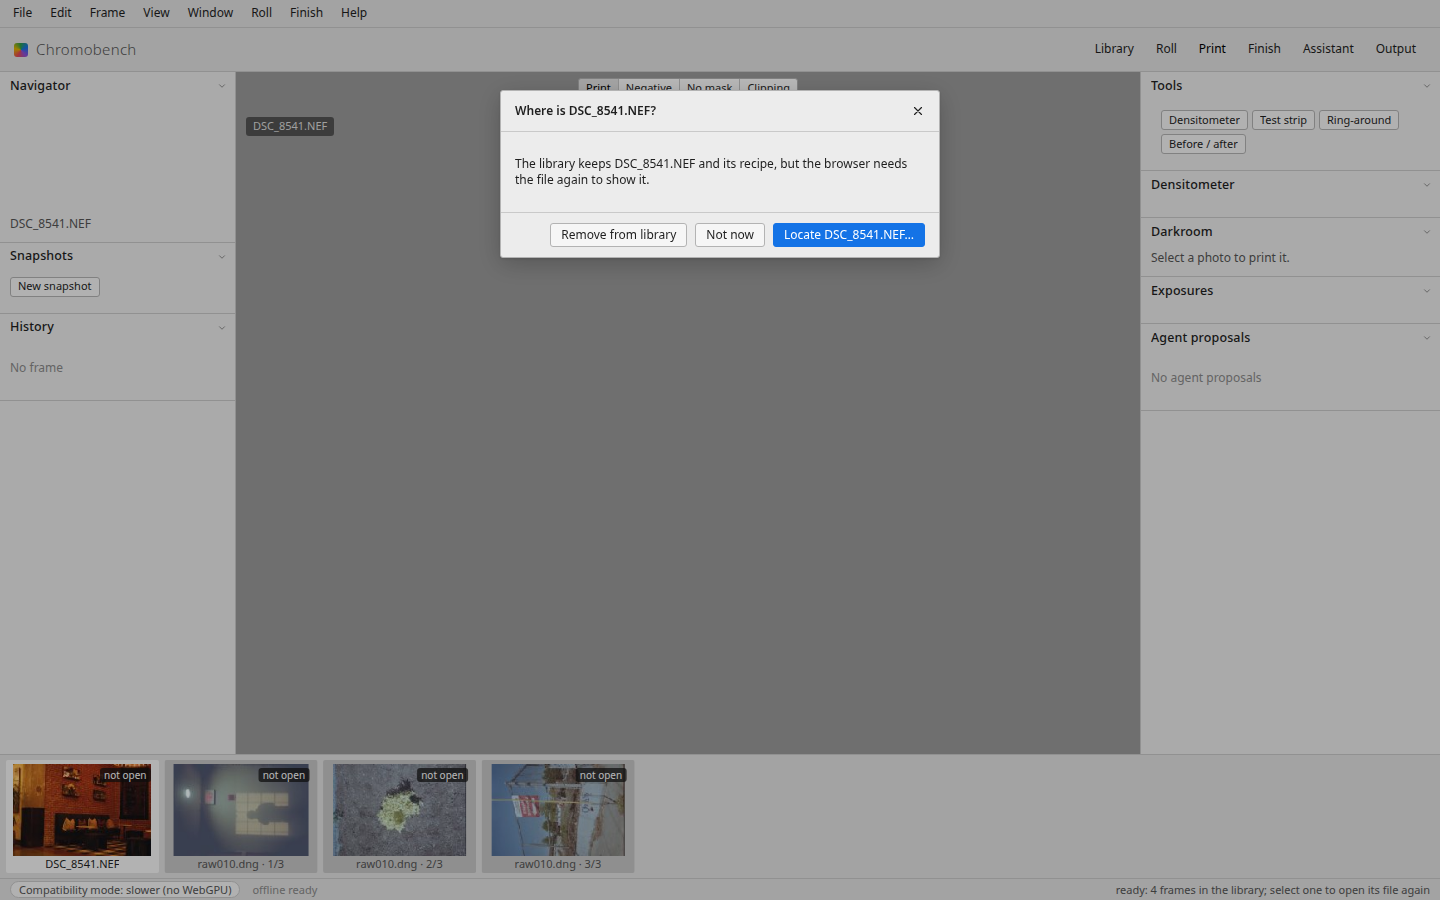 File Edit Frame View Window Roll Finish Help
Chromobench
Library Roll Print Finish Assistant Output
Navigator
DSC_8541.NEF
Snapshots
New snapshot
History
No frame
Print Negative No mask Clipping
DSC_8541.NEF
Where is DSC_8541.NEF?
The library keeps DSC_8541.NEF and its recipe, but the browser needs
the file again to show it.
Remove from library Not now Locate DSC_8541.NEF...
Tools
Densitometer Test strip Ring-around
Before / after
Densitometer
Darkroom
Select a photo to print it.
Exposures
Agent proposals
No agent proposals
not open not open not open not open
DSC_8541.NEF raw010.dng · 1/3 raw010.dng · 2/3 raw010.dng · 3/3
Compatibility mode: slower (no WebGPU) offline ready
ready: 4 frames in the library; select one to open its file again